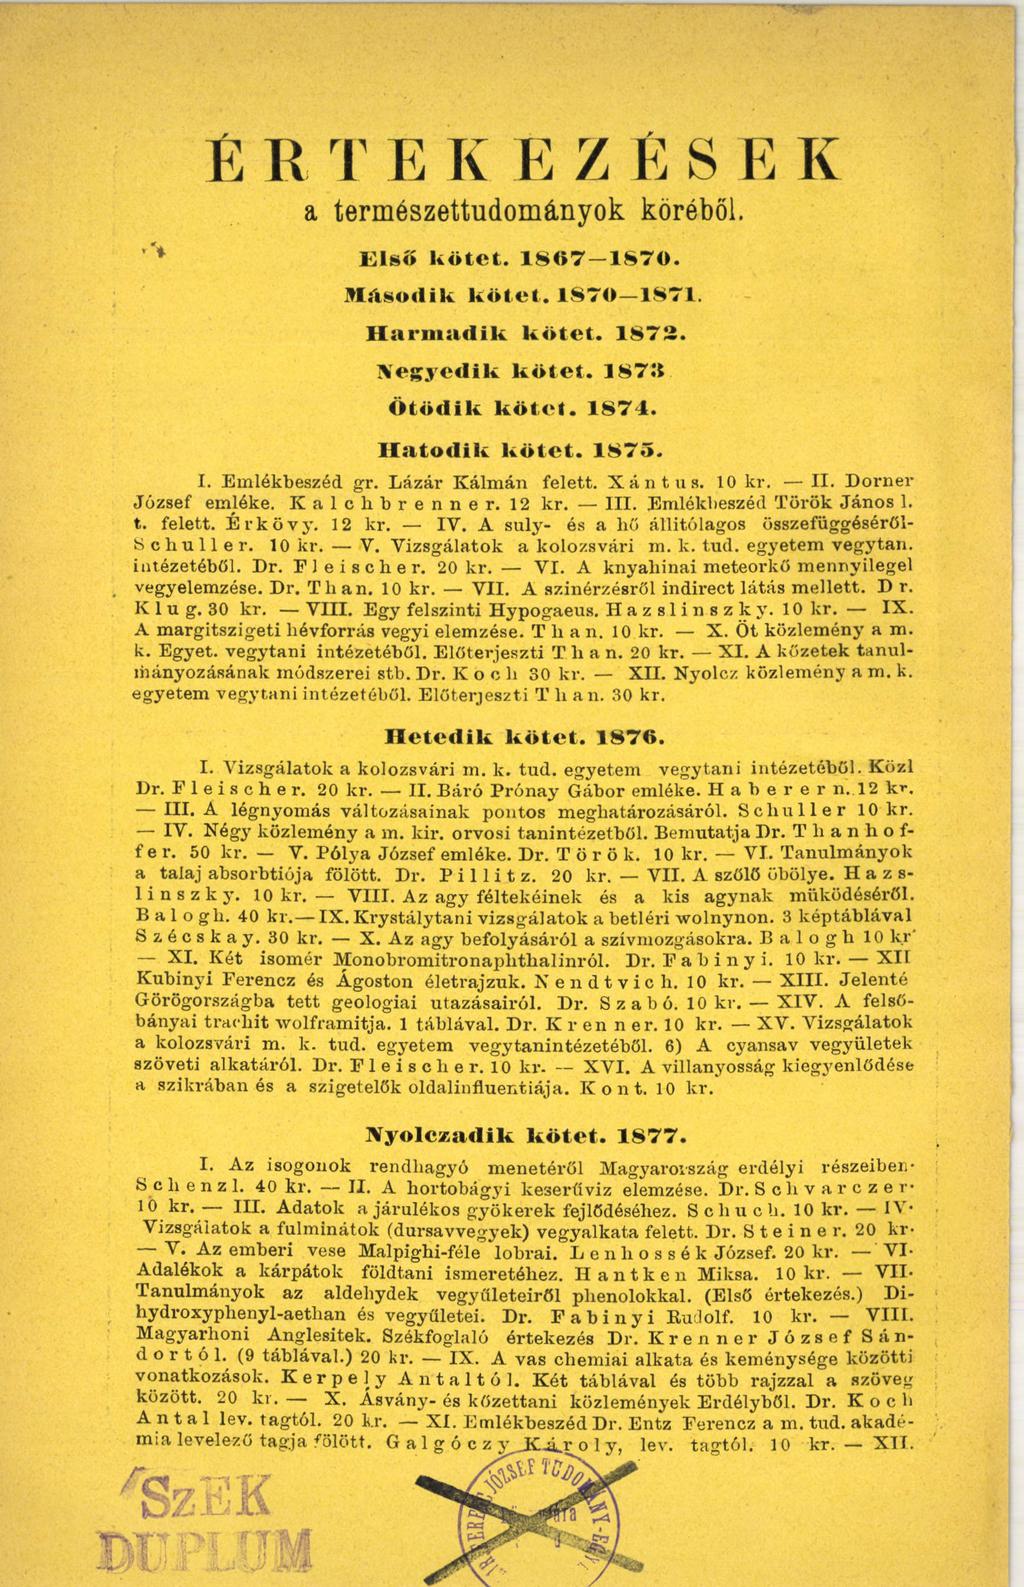 ÉRTEKEZÉSEK
a természettudományok köréből.
Első kötet. 1867—1870.
Második kötet. 1870—1871.
Harmadik kötet. 1872.
Negyedik kötet. 1873
Ötödik kötet. 1874.
Hatodik kötet. 1875.
I. Emlékbeszéd gr. Lázár Kálmán felett. Xántus. 10 kr. — II. Dorner
József emléke. Kalchbrenner. 12 kr. — III. Emlékbeszéd Török János l.
t. felett. Érkövy. 12 kr. — IV. A suly- és a hő állitólagos összefüggéséről-
Schuller. 10 kr. — V. Vizsgálatok a kolozsvári m. k. tud. egyetem vegytan.
intézetéből. Dr. Fleischer. 20 kr. — VI. A knyahinai meteorkő mennyilegel
vegyelemzése. Dr. Than. 10 kr. — VII. A szinérzésről indirect látás mellett. Dr.
Klug. 30 kr. — VIII. Egy felszinti Hypogaeus. Hazslinszky. 10 kr. — IX.
A margitszigeti hévforrás vegyi elemzése. Than. 10 kr. — X. Öt közlemény a m.
k. Egyet. vegytani intézetéből. Előterjeszti Than. 20 kr. — XI. A kőzetek tanul-
mányozásának módszerei stb. Dr. Koch 30 kr. — XII. Nyolcz közlemény a m. k.
egyetem vegytani intézetéből. Előterjeszti Than. 30 kr.
Hetedik kötet. 1876.
I. Vizsgálatok a kolozsvári m. k. tud. egyetem vegytani intézetéből. Közl
Dr. Fleischer. 20 kr. — II. Báró Prónay Gábor emléke. Haberern. 12 kr.
— III. A légnyomás változásainak pontos meghatározásáról. Schuller 10 kr.
— IV. Négy közlemény a m. kir. orvosi tanintézetből. Bemutatja Dr. Thanhof-
fer. 50 kr. — V. Pólya József emléke. Dr. Török. 10 kr. — VI. Tanulmányok
a talaj absorbtiója fölött. Dr. Pillitz. 20 kr. — VII. A szőlő öbölye. Hazs-
linszky. 10 kr. — VIII. Az agy féltekéinek és a kis agynak müködéséről.
Balogh. 40 kr.—IX. Krystálytani vizsgálatok a betléri wolnynon. 3 képtáblával
Szécskay. 30 kr. — X. Az agy befolyásáról a szívmozgásokra. Balogh 10 kr
— XI. Két isomér Monobromitronaphthalinról. Dr. Fabinyi. 10 kr. — XII
Kubinyi Ferencz és Ágoston életrajzuk. Nendtvich. 10 kr. — XIII. Jelenté
Görögországba tett geologiai utazásairól. Dr. Szabó. 10 kr. — XIV. A felső-
bányai trachit wolframitja. 1 táblával. Dr. Krenner. 10 kr. — XV. Vizsgálatok
a kolozsvári m. k. tud. egyetem vegytanintézetéből. 6) A cyansav vegyületek
szöveti alkatáról. Dr. Fleischer. 10 kr. — XVI. A villanyosság kiegyenlődése
a szikrában és a szigetelők oldalinfluentiája. Kont. 10 kr.
Nyolczadik kötet. 1877.
I. Az isogonok rendhagyó menetéről Magyarország erdélyi részeiben·
Schenzl. 40 kr. — II. A hortobágyi keserűviz elemzése. Dr. Schvarczer·
10 kr. — III. Adatok a járulékos gyökerek fejlődéséhez. Schuch. 10 kr. — IV·
Vizsgálatok a fulminátok (dursavvegyek) vegyalkata felett. Dr. Steiner. 20 kr·
— V. Az emberi vese Malpighi-féle lobrai. Lenhossék József. 20 kr. — VI·
Adalékok a kárpátok földtani ismeretéhez. Hantken Miksa. 10 kr. — VII·
Tanulmányok az aldehydek vegyűleteiről phenolokkal. (Első értekezés.) Di-
hydroxyphenyl-aethan és vegyűletei. Dr. Fabinyi Rudolf. 10 kr. — VIII.
Magyarhoni Anglesitek. Székfoglaló értekezés Dr. Krenner József Sán-
dortól. (9 táblával.) 20 kr. — IX. A vas chemiai alkata és keménysége közötti
vonatkozások. Kerpely Antaltól. Két táblával és több rajzzal a szöveg
között. 20 kr. — X. Ásvány- és kőzettani közlemények Erdélyből. Dr. Koch
Antal lev. tagtól. 20 kr. — XI. Emlékbeszéd Dr. Entz Ferencz a m. tud. akadé-
mia levelező tagja fölött. Galgóczy Károly, lev. tagtól. 10 kr. — XII.
SzEK
DUPLUM
JÓZSEF TUDOMÁNY-EGY